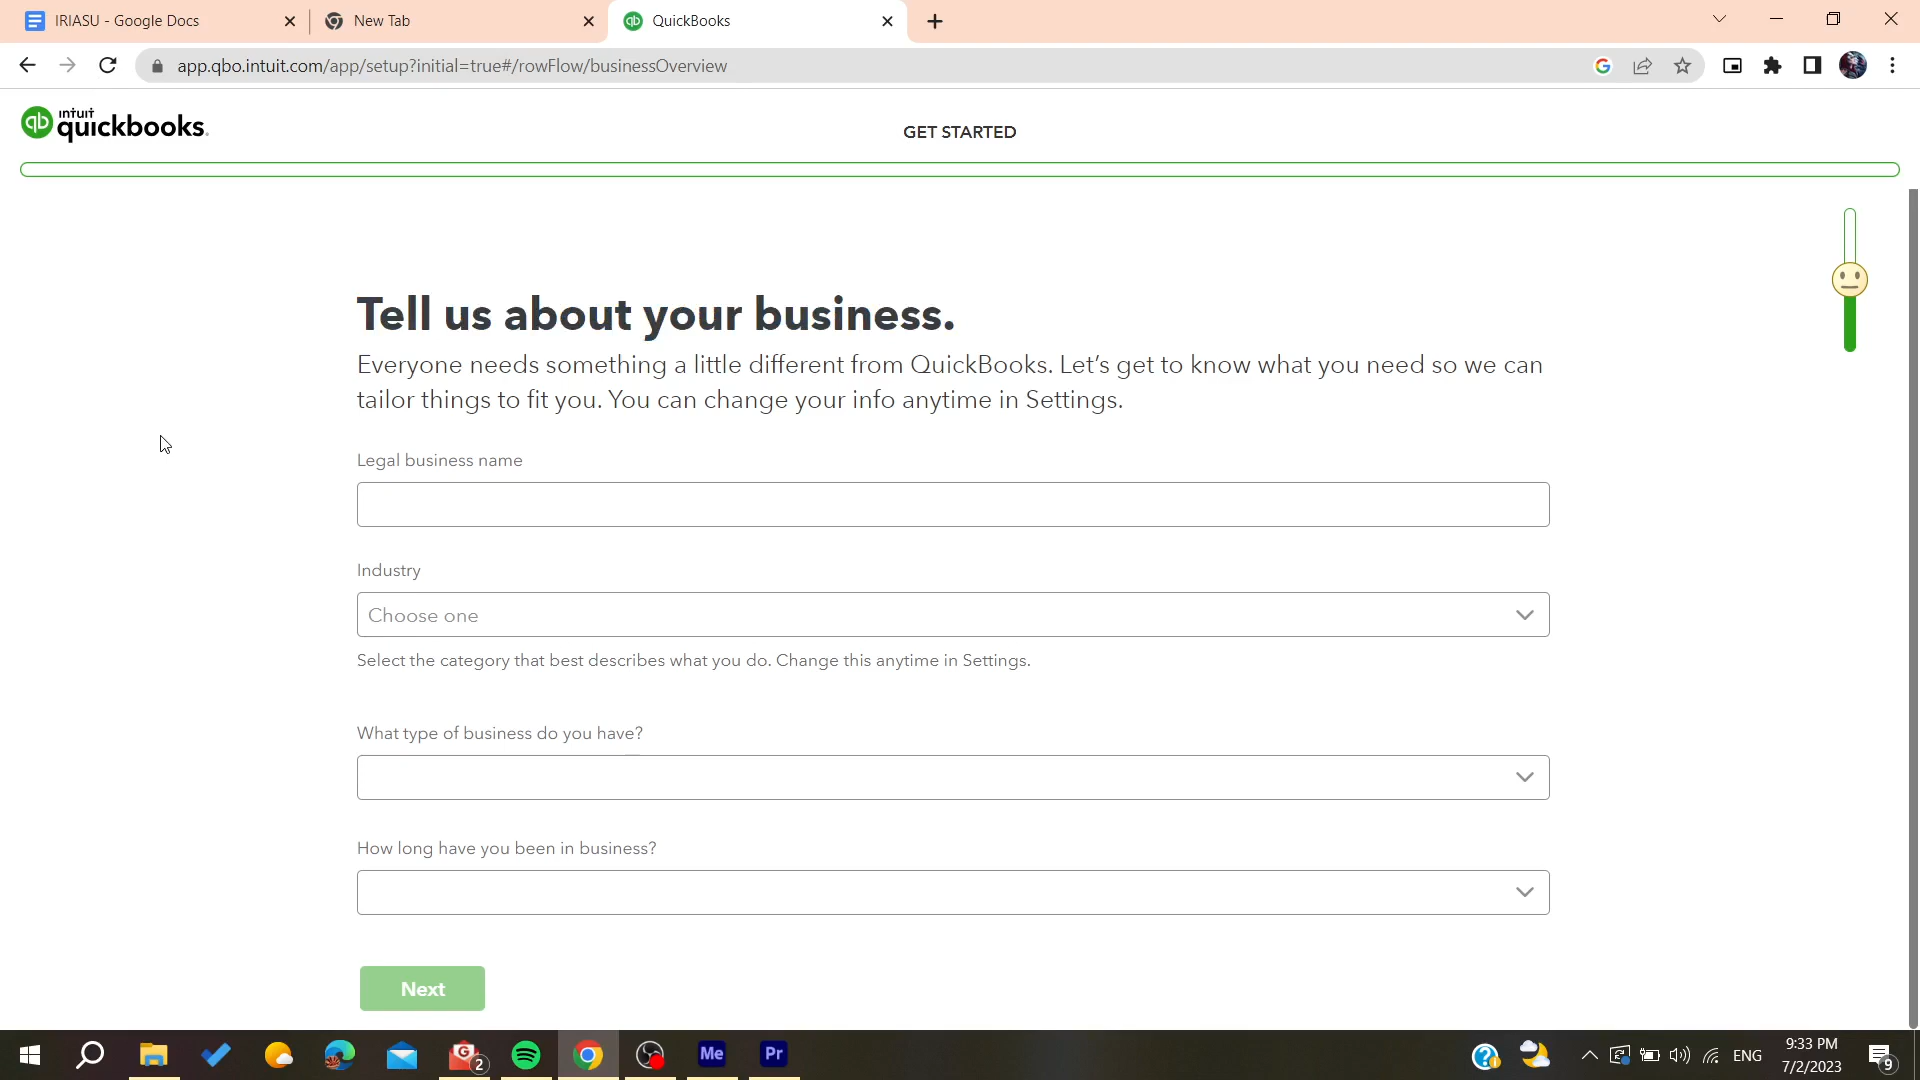 IRIASU - Google Docs
New Tab
QuickBooks
app.qbo.intuit.com/app/setup?initial=true#/rowFlow/businessOverview
qb
intuit
quickbooks.
GET STARTED
Tell us about your business.
Everyone needs something a little different from QuickBooks. Let’s get to know what you need so we can
tailor things to fit you. You can change your info anytime in Settings.
Legal business name
Industry
Choose one
Select the category that best describes what you do. Change this anytime in Settings.
What type of business do you have?
How long have you been in business?
Next
G
2
Me
Pr
ENG
9:33 PM
7/2/2023
9